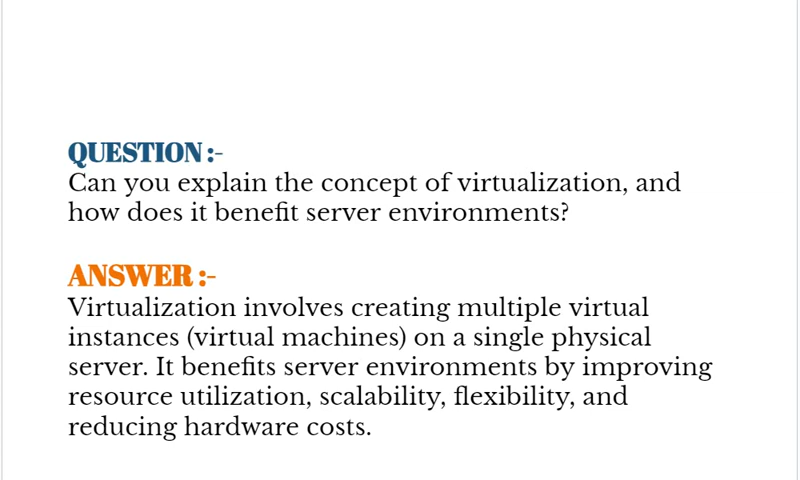 QUESTION :-
Can you explain the concept of virtualization, and
how does it benefit server environments?
ANSWER :-
Virtualization involves creating multiple virtual
instances (virtual machines) on a single physical
server. It benefits server environments by improving
resource utilization, scalability, flexibility, and
reducing hardware costs.